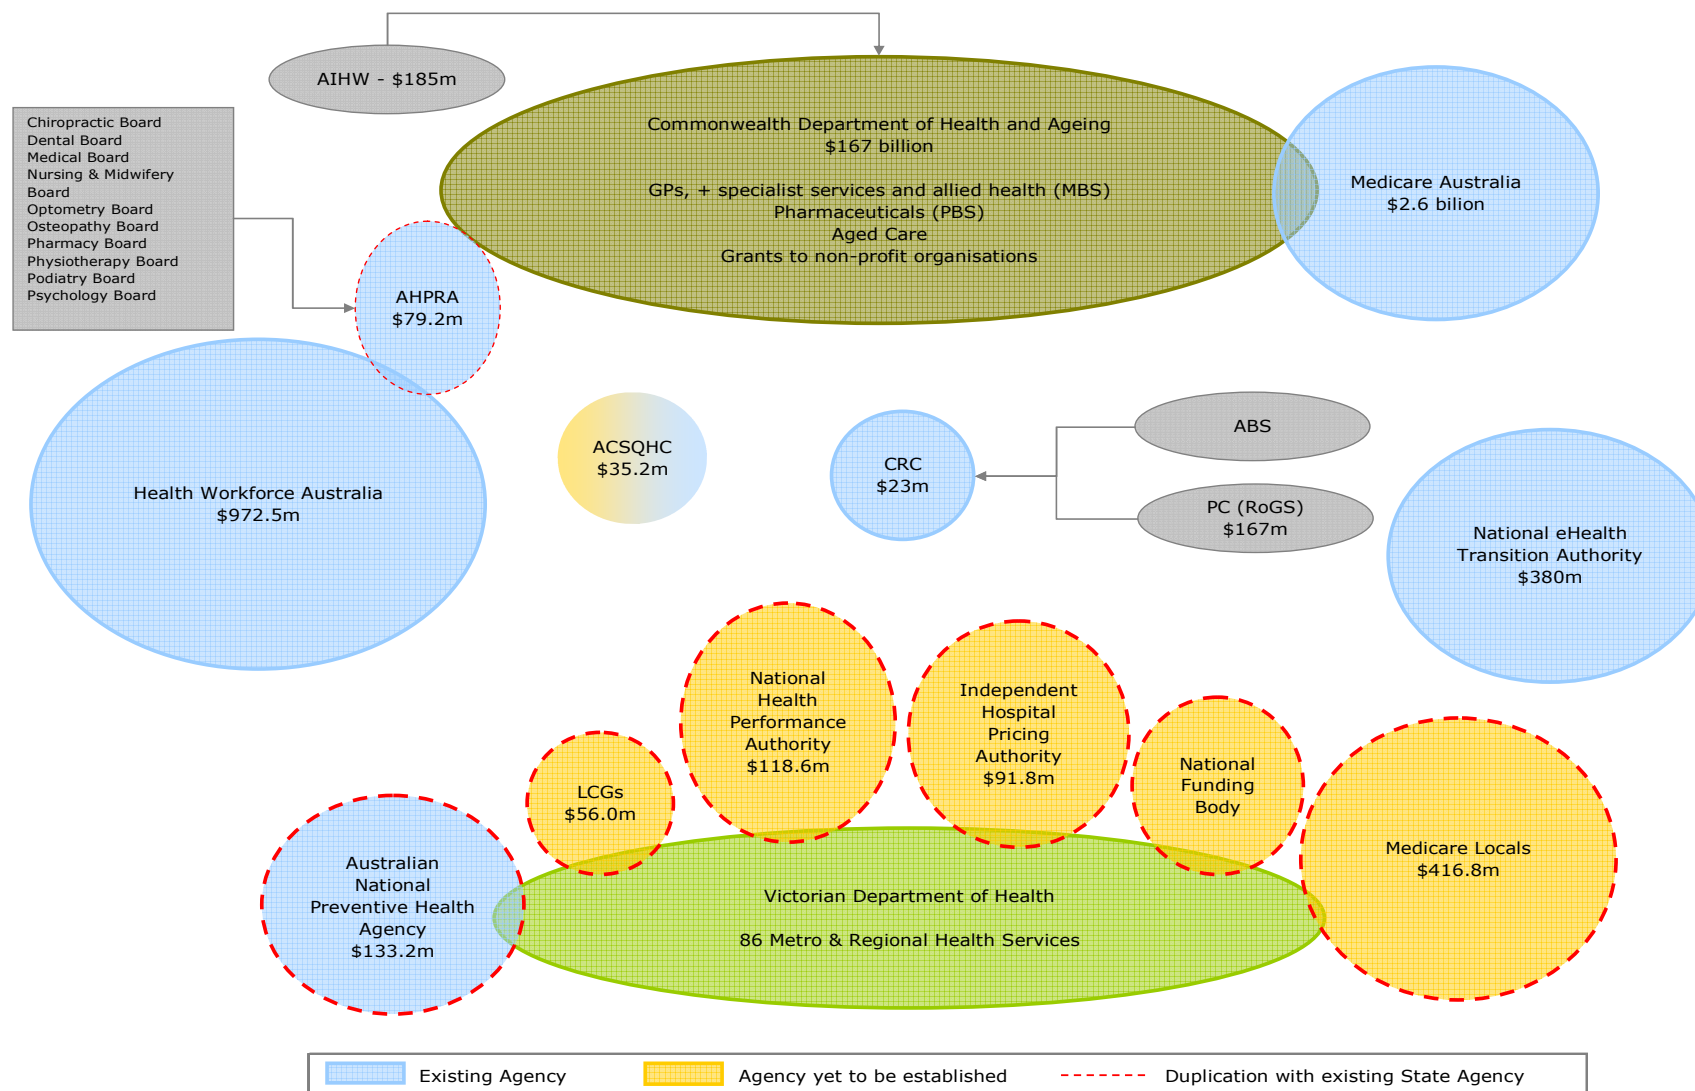 AIHW - $185m
Commonwealth Department of Health and Ageing
$167 billion
GPs, + specialist services and allied health (MBS)
Pharmaceuticals (PBS)
Aged Care
Grants to non-profit organisations
Medicare Australia
$2.6 bilion
Chiropractic Board
Dental Board
Medical Board
Nursing & Midwifery
Board
Optometry Board
Osteopathy Board
Pharmacy Board
Physiotherapy Board
Podiatry Board
Psychology Board
AHPRA
$79.2m
Health Workforce Australia
$972.5m
ACSQHC
$35.2m
CRC
$23m
ABS
PC (RoGS)
$167m
National eHealth
Transition Authority
$380m
National
Health
Performance
Authority
$118.6m
Independent
Hospital
Pricing
Authority
$91.8m
LCGs
$56.0m
National
Funding
Body
Medicare Locals
$416.8m
Australian
National
Preventive Health
Agency
$133.2m
Victorian Department of Health
86 Metro & Regional Health Services
Existing Agency
Agency yet to be established
Duplication with existing State Agency